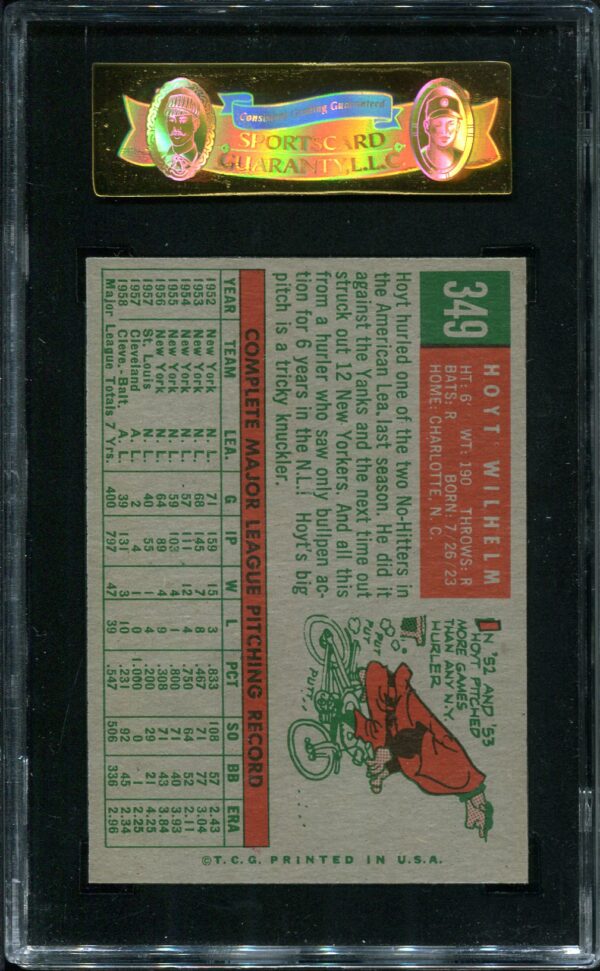 Consistent Grading Guaranteed
SPORTSCARD
GUARANTY, L.L.C.
349
HOYT WILHELM
HT: 6' WT: 190 THROWS: R
BATS: R BORN: 7/26/23
HOME: CHARLOTTE, N. C.
Hoyt hurled one of the two No-Hitters in
the American Lea. last season. He did it
against the Yanks and the next time out
struck out 12 New Yorkers. And all this
from a hurler who saw only bullpen ac-
tion for 6 years in the N.L.! Hoyt's big
pitch is a tricky knuckler.
IN '52 AND '53
HOYT PITCHED
MORE GAMES
THAN ANY N.Y.
HURLER
PUT
PUT
PUT
COMPLETE MAJOR LEAGUE PITCHING RECORD
YEAR TEAM LEA. G IP W L PCT SO BB ERA
1952 New York N. L. 71 159 15 3 .833 108 57 2.43
1953 New York N. L. 68 145 7 8 .467 71 77 3.04
1954 New York N. L. 57 111 12 4 .750 64 52 2.11
1955 New York N. L. 59 103 4 1 .800 71 40 3.93
1956 New York N. L. 64 89 4 9 .308 71 43 3.84
1957 St. Louis N. L. 40 55 1 4 .200 29 21 4.25
1957 Cleveland A. L. 2 4 1 0 1.000 0 1 2.25
1958 Cleve.-Balt. A. L. 39 131 3 10 .231 92 45 2.34
Major League Totals 7 Yrs. 400 797 47 39 .547 506 336 2.96
©T.C.G. PRINTED IN U.S.A.